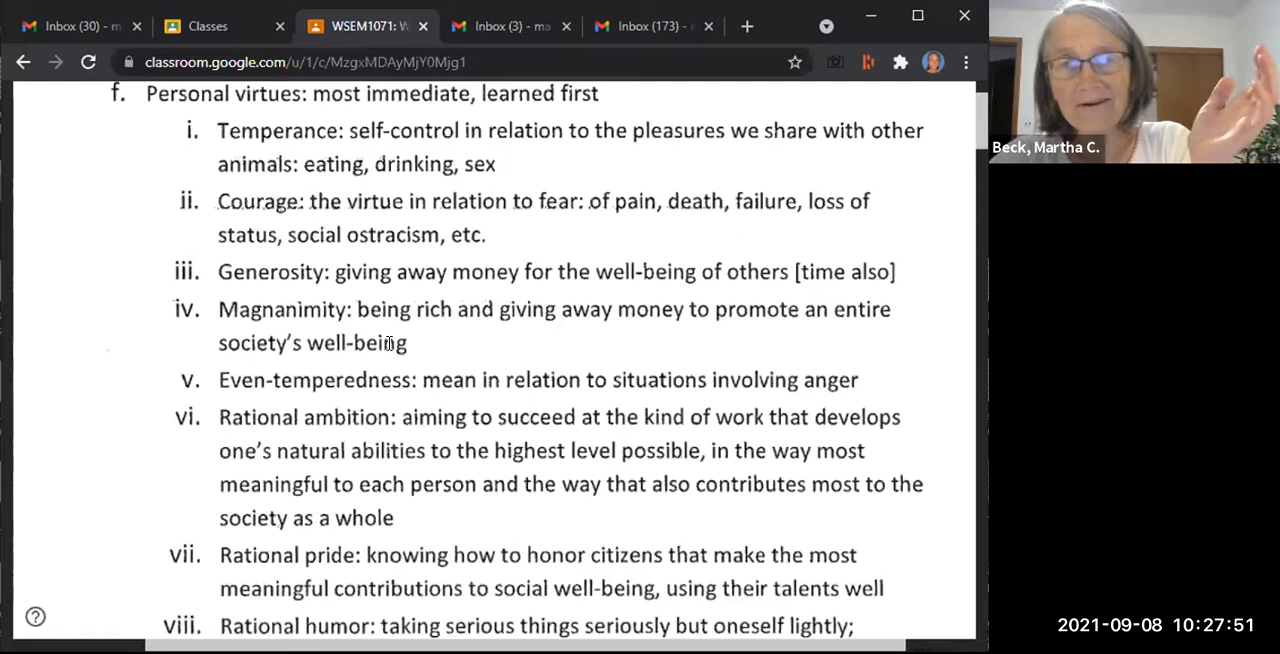 Inbox (30) - m
Classes
WSEM1071: W
Inbox (3) - ma
Inbox (173) - r
classroom.google.com/u/1/c/MzgxMDAyMjY0Mjg1
f. Personal virtues: most immediate, learned first
i. Temperance: self-control in relation to the pleasures we share with other
animals: eating, drinking, sex
ii. Courage: the virtue in relation to fear: of pain, death, failure, loss of
status, social ostracism, etc.
iii. Generosity: giving away money for the well-being of others [time also]
iv. Magnanimity: being rich and giving away money to promote an entire
society's well-being
v. Even-temperedness: mean in relation to situations involving anger
vi. Rational ambition: aiming to succeed at the kind of work that develops
one's natural abilities to the highest level possible, in the way most
meaningful to each person and the way that also contributes most to the
society as a whole
vii. Rational pride: knowing how to honor citizens that make the most
meaningful contributions to social well-being, using their talents well
viii. Rational humor: taking serious things seriously but oneself lightly;
Beck, Martha C.
2021-09-08 10:27:51